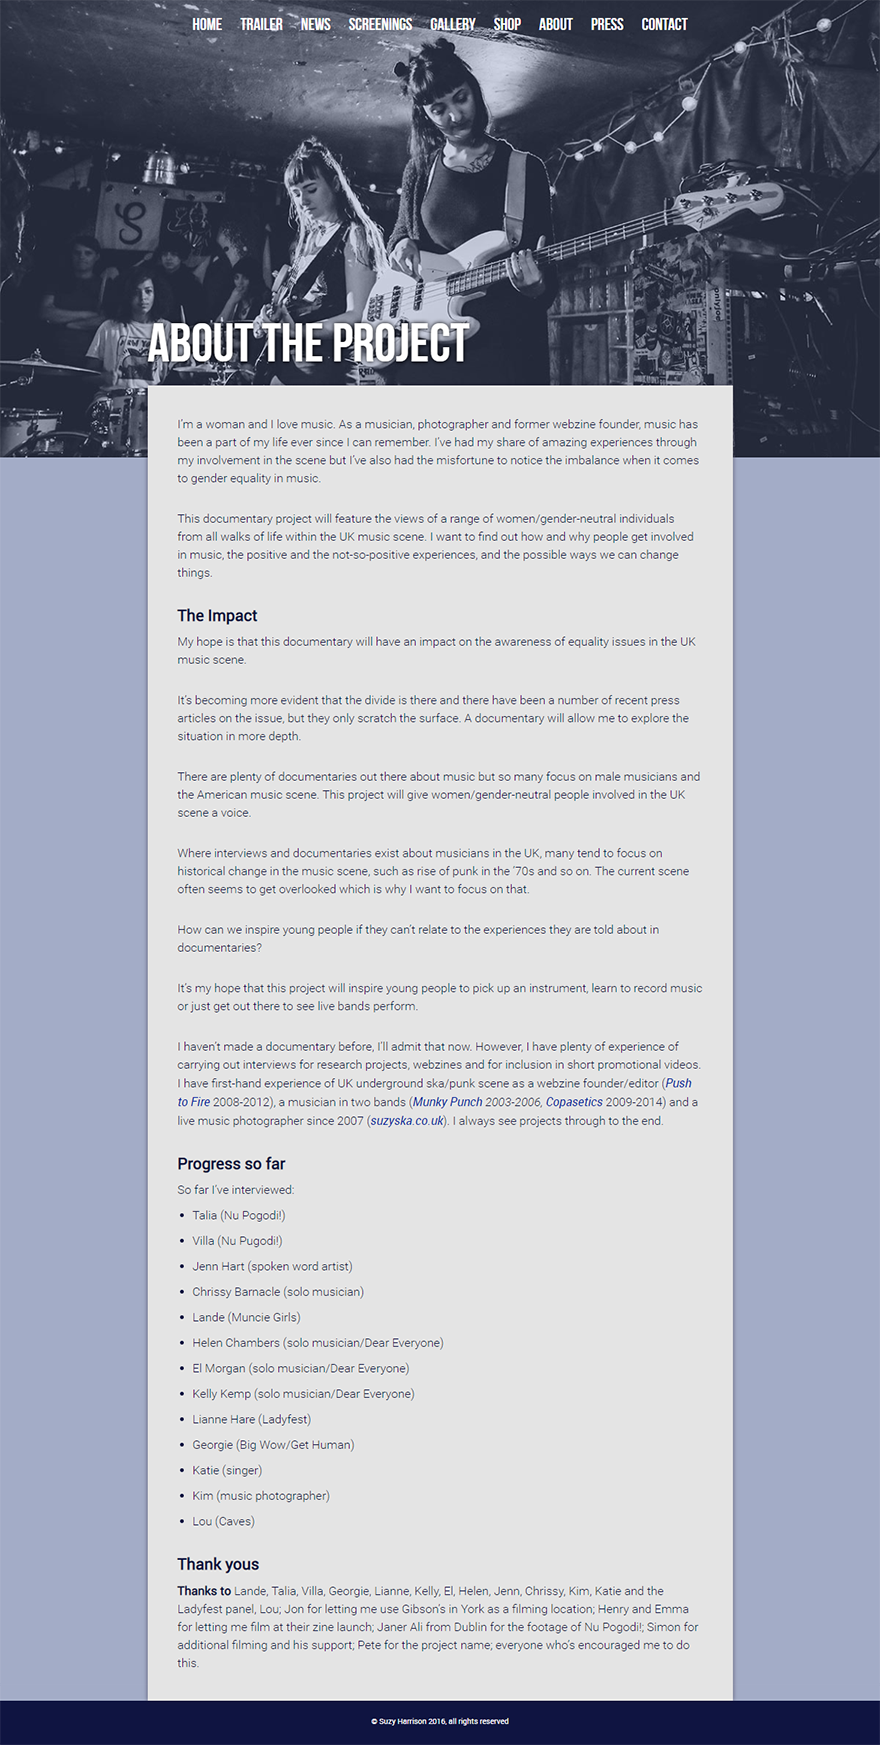 HOME TRAILER NEWS SCREENINGS GALLERY SHOP ABOUT PRESS CONTACT
ABOUT THE PROJECT
I'm a woman and I love music. As a musician, photographer and former webzine founder, music has
been a part of my life ever since I can remember. I've had my share of amazing experiences through
my involvement in the scene but I've also had the misfortune to notice the imbalance when it comes
to gender equality in music.
This documentary project will feature the views of a range of women/gender-neutral individuals
from all walks of life within the UK music scene. I want to find out how and why people get involved
in music, the positive and the not-so-positive experiences, and the possible ways we can change
things.
The Impact
My hope is that this documentary will have an impact on the awareness of equality issues in the UK
music scene.
It's becoming more evident that the divide is there and there have been a number of recent press
articles on the issue, but they only scratch the surface. A documentary will allow me to explore the
situation in more depth.
There are plenty of documentaries out there about music but so many focus on male musicians and
the American music scene. This project will give women/gender-neutral people involved in the UK
scene a voice.
Where interviews and documentaries exist about musicians in the UK, many tend to focus on
historical change in the music scene, such as rise of punk in the '70s and so on. The current scene
often seems to get overlooked which is why I want to focus on that.
How can we inspire young people if they can't relate to the experiences they are told about in
documentaries?
It's my hope that this project will inspire young people to pick up an instrument, learn to record music
or just get out there to see live bands perform.
I haven't made a documentary before, I'll admit that now. However, I have plenty of experience of
carrying out interviews for research projects, webzines and for inclusion in short promotional videos.
I have first-hand experience of UK underground ska/punk scene as a webzine founder/editor (Push
to Fire 2008-2012), a musician in two bands (Munky Punch 2003-2006, Copasetics 2009-2014) and a
live music photographer since 2007 (suzyska.co.uk). I always see projects through to the end.
Progress so far
So far I've interviewed:
• Talia (Nu Pogodi!)
• Villa (Nu Pugodi!)
• Jenn Hart (spoken word artist)
• Chrissy Barnacle (solo musician)
• Lande (Muncie Girls)
• Helen Chambers (solo musician/Dear Everyone)
• El Morgan (solo musician/Dear Everyone)
• Kelly Kemp (solo musician/Dear Everyone)
• Lianne Hare (Ladyfest)
• Georgie (Big Wow/Get Human)
• Katie (singer)
• Kim (music photographer)
• Lou (Caves)
Thank yous
Thanks to Lande, Talia, Villa, Georgie, Lianne, Kelly, El, Helen, Jenn, Chrissy, Kim, Katie and the
Ladyfest panel, Lou; Jon for letting me use Gibson's in York as a filming location; Henry and Emma
for letting me film at their zine launch; Janer Ali from Dublin for the footage of Nu Pogodi!; Simon for
additional filming and his support; Pete for the project name; everyone who's encouraged me to do
this.
© Suzy Harrison 2016, all rights reserved